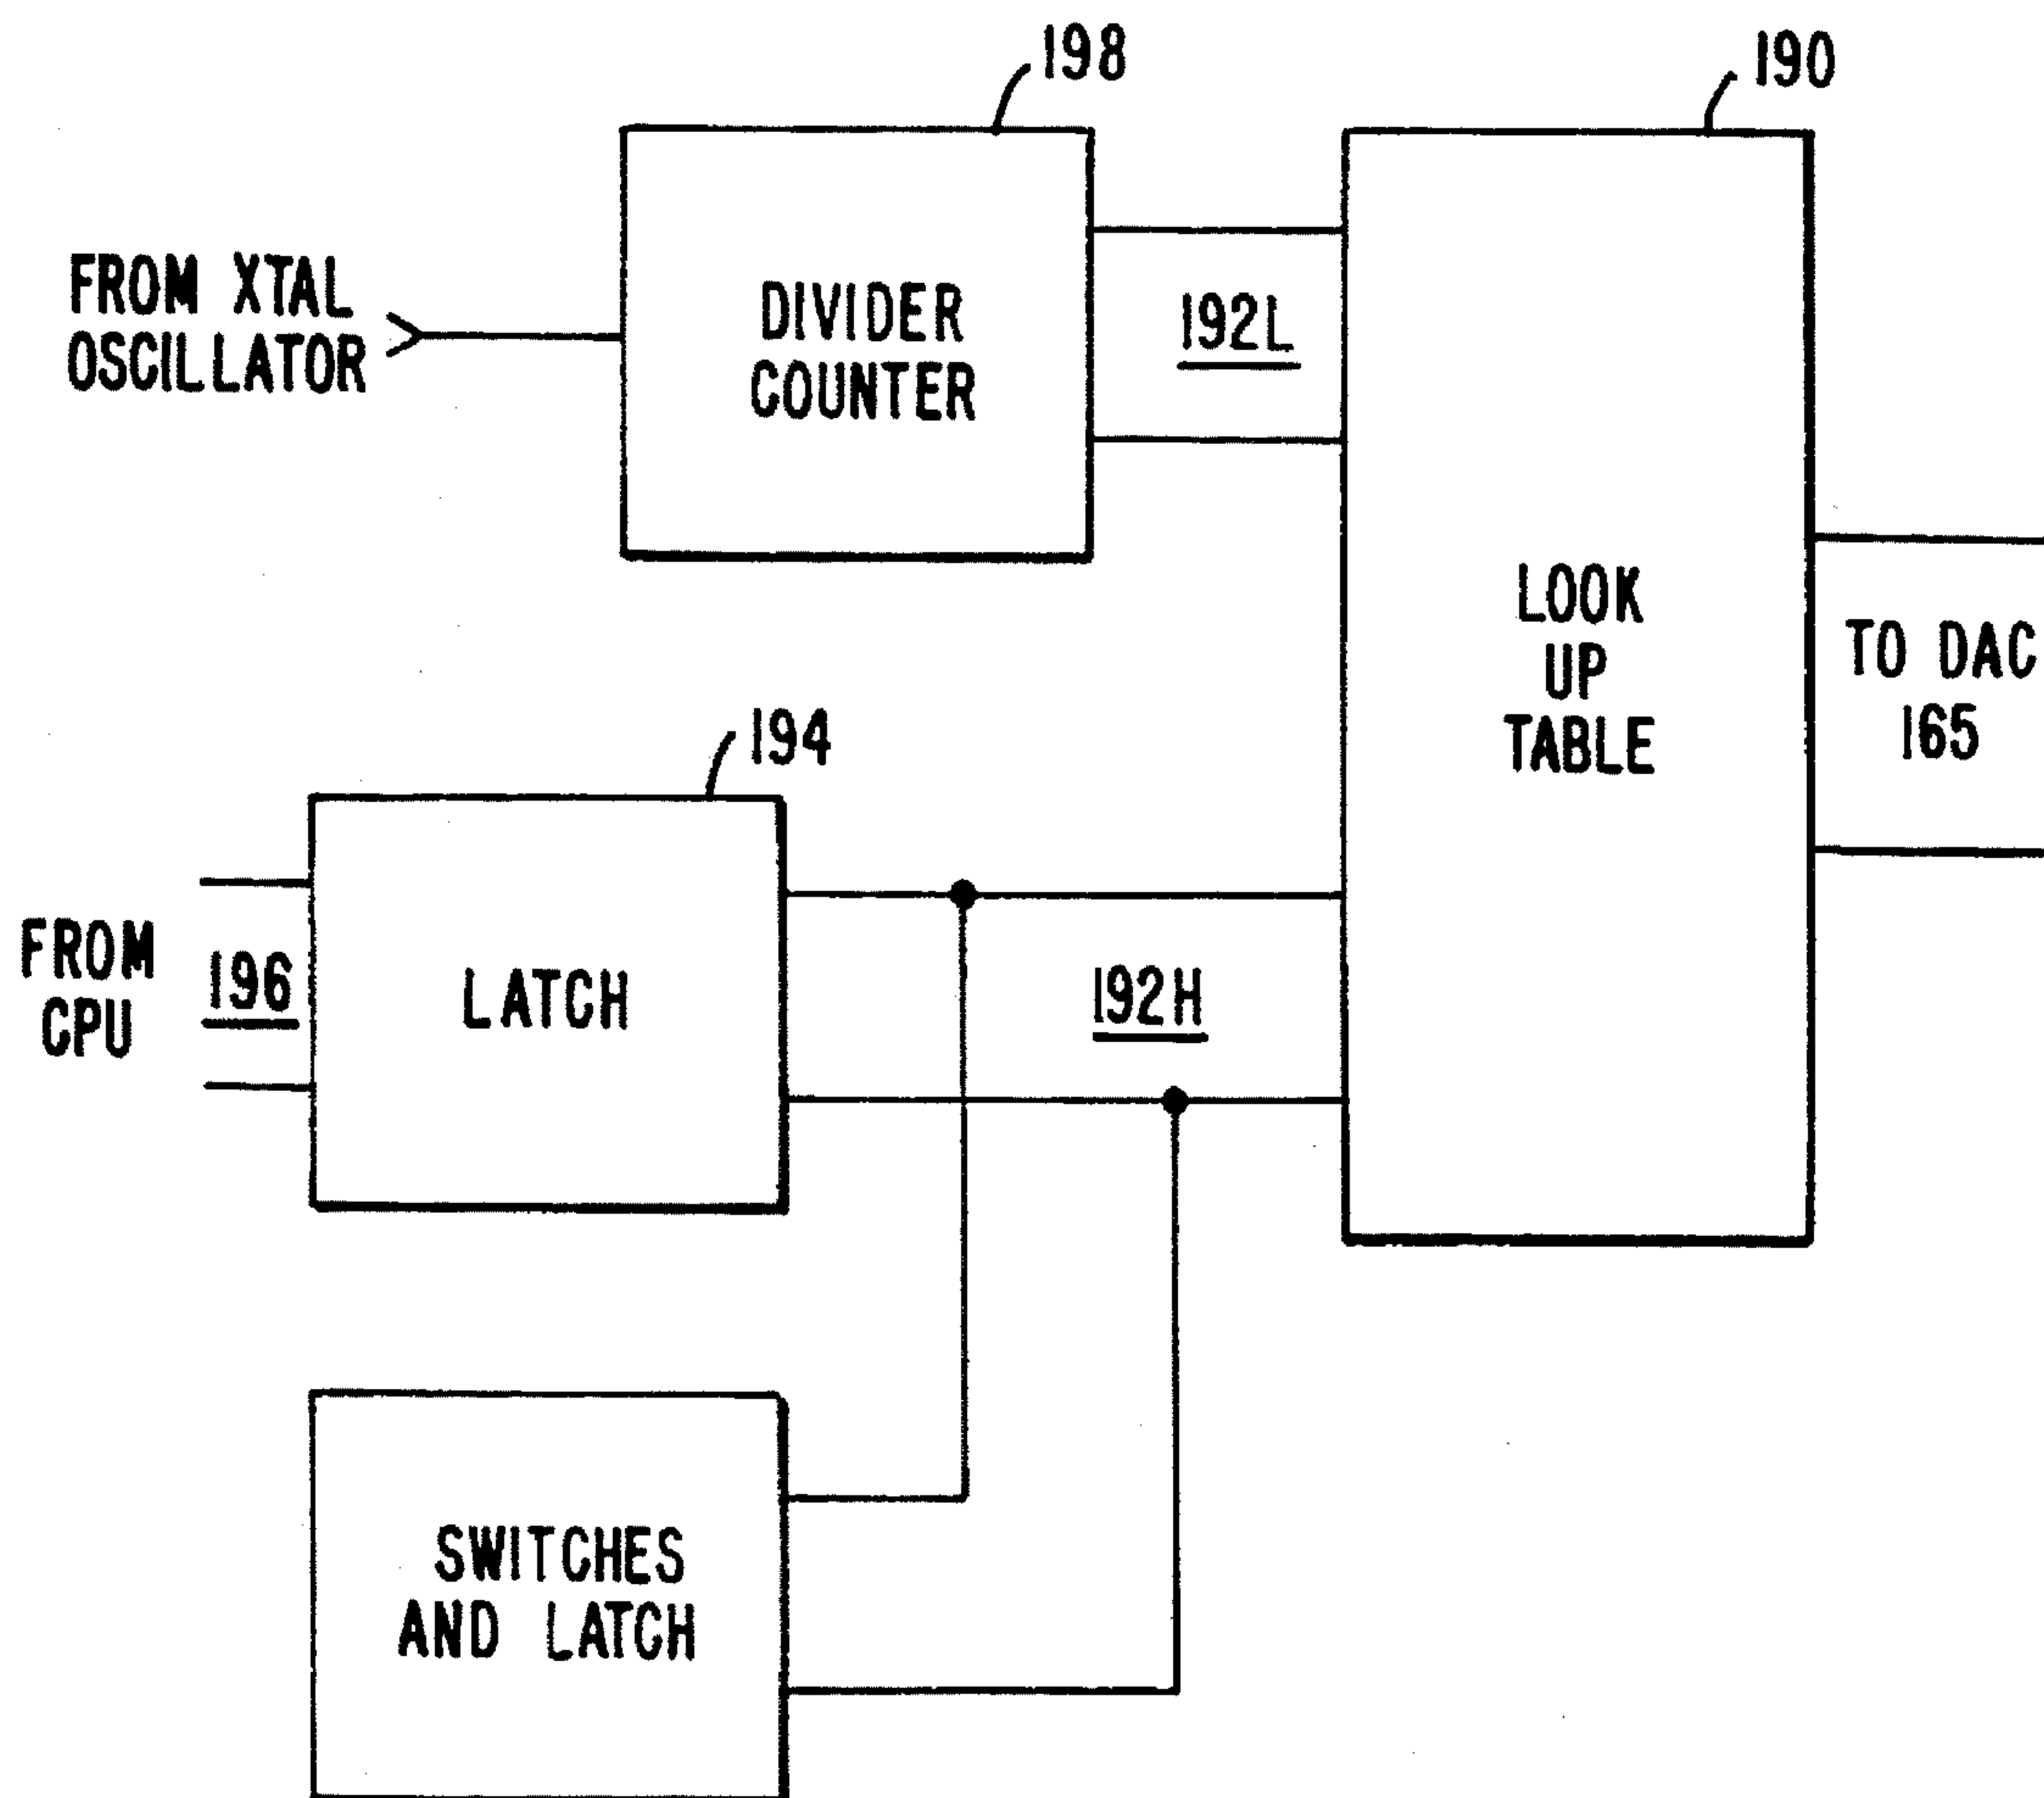 198
190
FROM XTAL
OSCILLATOR
DIVIDER
COUNTER
192L
LOOK
UP
TABLE
TO DAC
165
194
FROM
CPU
196
LATCH
192H
SWITCHES
AND LATCH